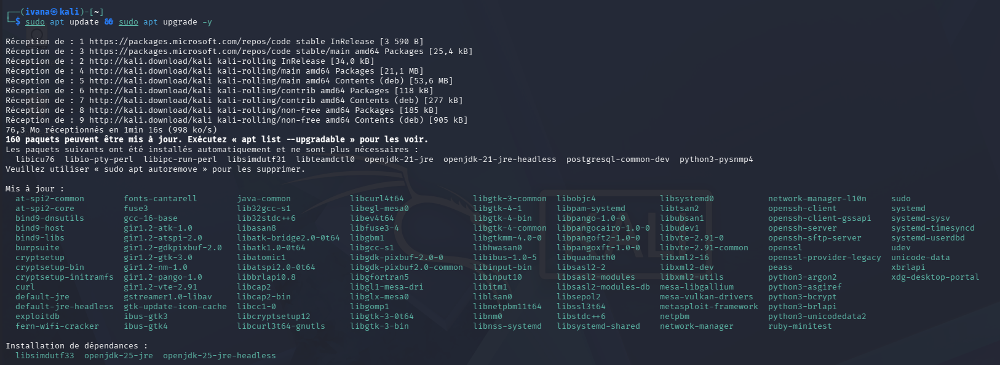 ┌──(ivana㉿kali)-[~]
└─$ sudo apt update && sudo apt upgrade -y
Réception de : 1 https://packages.microsoft.com/repos/code stable InRelease [3 590 B]
Réception de : 3 https://packages.microsoft.com/repos/code stable/main amd64 Packages [25,4 kB]
Réception de : 2 http://kali.download/kali kali-rolling InRelease [34,0 kB]
Réception de : 4 http://kali.download/kali kali-rolling/main amd64 Packages [21,1 MB]
Réception de : 5 http://kali.download/kali kali-rolling/main amd64 Contents (deb) [53,6 MB]
Réception de : 6 http://kali.download/kali kali-rolling/contrib amd64 Packages [118 kB]
Réception de : 7 http://kali.download/kali kali-rolling/contrib amd64 Contents (deb) [277 kB]
Réception de : 8 http://kali.download/kali kali-rolling/non-free amd64 Packages [185 kB]
Réception de : 9 http://kali.download/kali kali-rolling/non-free amd64 Contents (deb) [905 kB]
76,3 Mo réceptionnés en 1min 16s (998 ko/s)
160 paquets peuvent être mis à jour. Exécutez « apt list --upgradable » pour les voir.
Les paquets suivants ont été installés automatiquement et ne sont plus nécessaires :
  libicu76  libio-pty-perl  libipc-run-perl  libsimdutf31  libteamdctl0  openjdk-21-jre  openjdk-21-jre-headless  postgresql-common-dev  python3-pysnmp4
Veuillez utiliser « sudo apt autoremove » pour les supprimer.
Mis à jour :
  at-spi2-common  fonts-cantarell  java-common  libcurl4t64  libgtk-3-common  libobjc4  libsystemd0  network-manager-l10n  sudo
  at-spi2-core  fuse3  lib32gcc-s1  libegl-mesa0  libgtk-4-1  libpam-systemd  libtsan2  openssh-client  systemd
  bind9-dnsutils  gcc-16-base  lib32stdc++6  libev4t64  libgtk-4-bin  libpango-1.0-0  libubsan1  openssh-client-gssapi  systemd-sysv
  bind9-host  gir1.2-atk-1.0  libasan8  libfuse3-4  libgtk-4-common  libpangocairo-1.0-0  libudev1  openssh-server  systemd-timesyncd
  bind9-libs  gir1.2-atspi-2.0  libatk-bridge2.0-0t64  libgbm1  libgtkmm-4.0-0  libpangoft2-1.0-0  libvte-2.91-0  openssh-sftp-server  systemd-userdbd
  burpsuite  gir1.2-gdkpixbuf-2.0  libatk1.0-0t64  libgcc-s1  libhwasan0  libpangoxft-1.0-0  libvte-2.91-common  openssl  udev
  cryptsetup  gir1.2-gtk-3.0  libatomic1  libgdk-pixbuf-2.0-0  libibus-1.0-5  libquadmath0  libxml2-16  openssl-provider-legacy  unicode-data
  cryptsetup-bin  gir1.2-nm-1.0  libatspi2.0-0t64  libgdk-pixbuf2.0-common  libinput-bin  libsasl2-2  libxml2-dev  peass  xbrlapi
  cryptsetup-initramfs  gir1.2-pango-1.0  libbrlapi0.8  libgfortran5  libinput10  libsasl2-modules  libxml2-utils  python3-argon2  xdg-desktop-portal
  curl  gir1.2-vte-2.91  libcap2  libgl1-mesa-dri  libitm1  libsasl2-modules-db  mesa-libgallium  python3-asgiref
  default-jre  gstreamer1.0-libav  libcap2-bin  libglx-mesa0  liblsan0  libsepol2  mesa-vulkan-drivers  python3-bcrypt
  default-jre-headless  gtk-update-icon-cache  libcc1-0  libgomp1  libnetpbm11t64  libssl3t64  metasploit-framework  python3-brlapi
  exploitdb  ibus-gtk3  libcryptsetup12  libgtk-3-0t64  libnm0  libstdc++6  netpbm  python3-unicodedata2
  fern-wifi-cracker  ibus-gtk4  libcurl3t64-gnutls  libgtk-3-bin  libnss-systemd  libsystemd-shared  network-manager  ruby-minitest
Installation de dépendances :
  libsimdutf33  openjdk-25-jre  openjdk-25-jre-headless